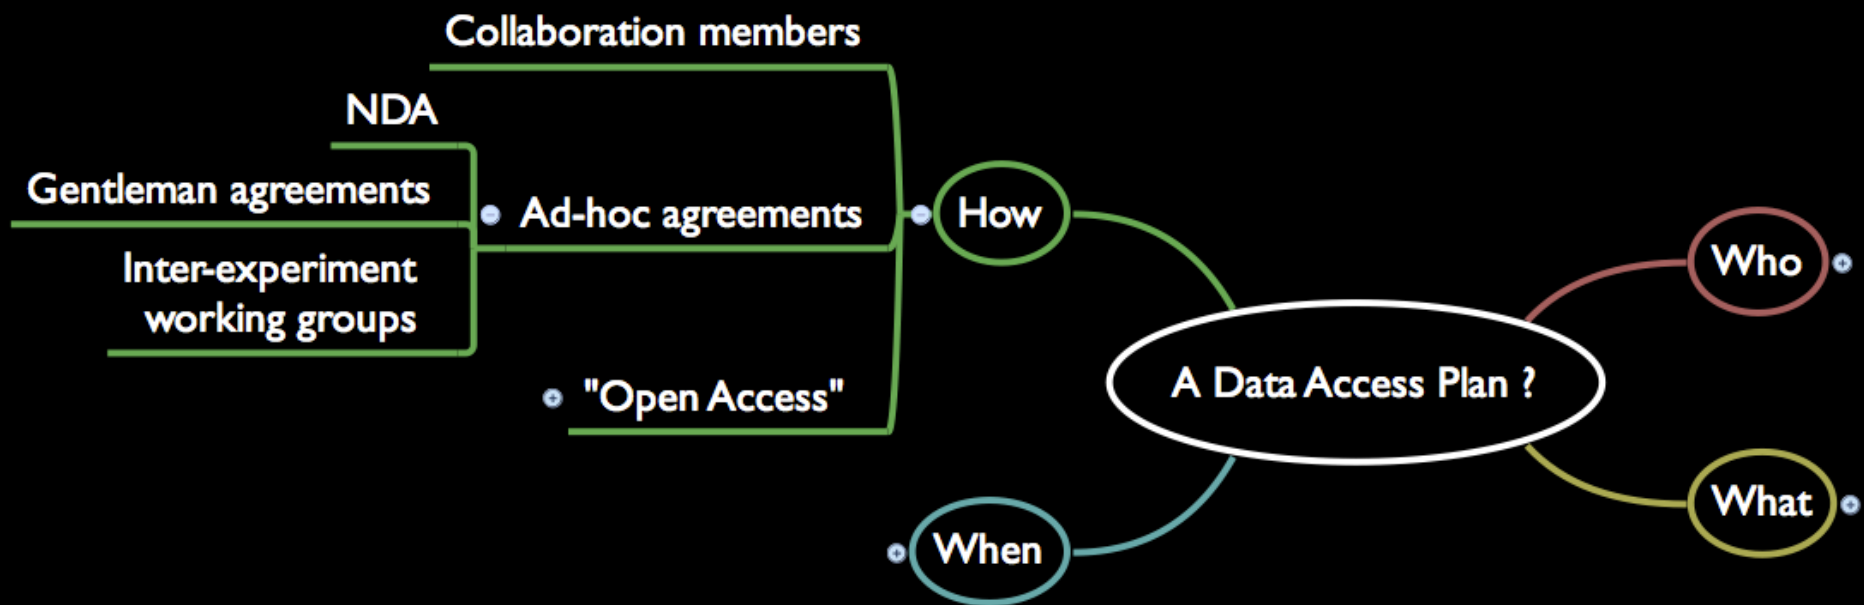 Collaboration members
NDA
Gentleman agreements
Ad-hoc agreements
Inter-experiment
working groups
"Open Access"
How
Who
A Data Access Plan ?
What
When